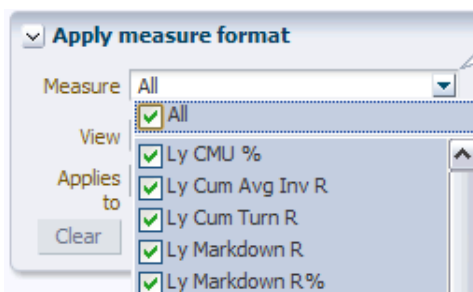 Apply measure format
Measure All
All
View
Ly CMU %
Ly Cum Avg Inv R
Applies to
Ly Cum Turn R
Clear
Ly Markdown R
Ly Markdown R%